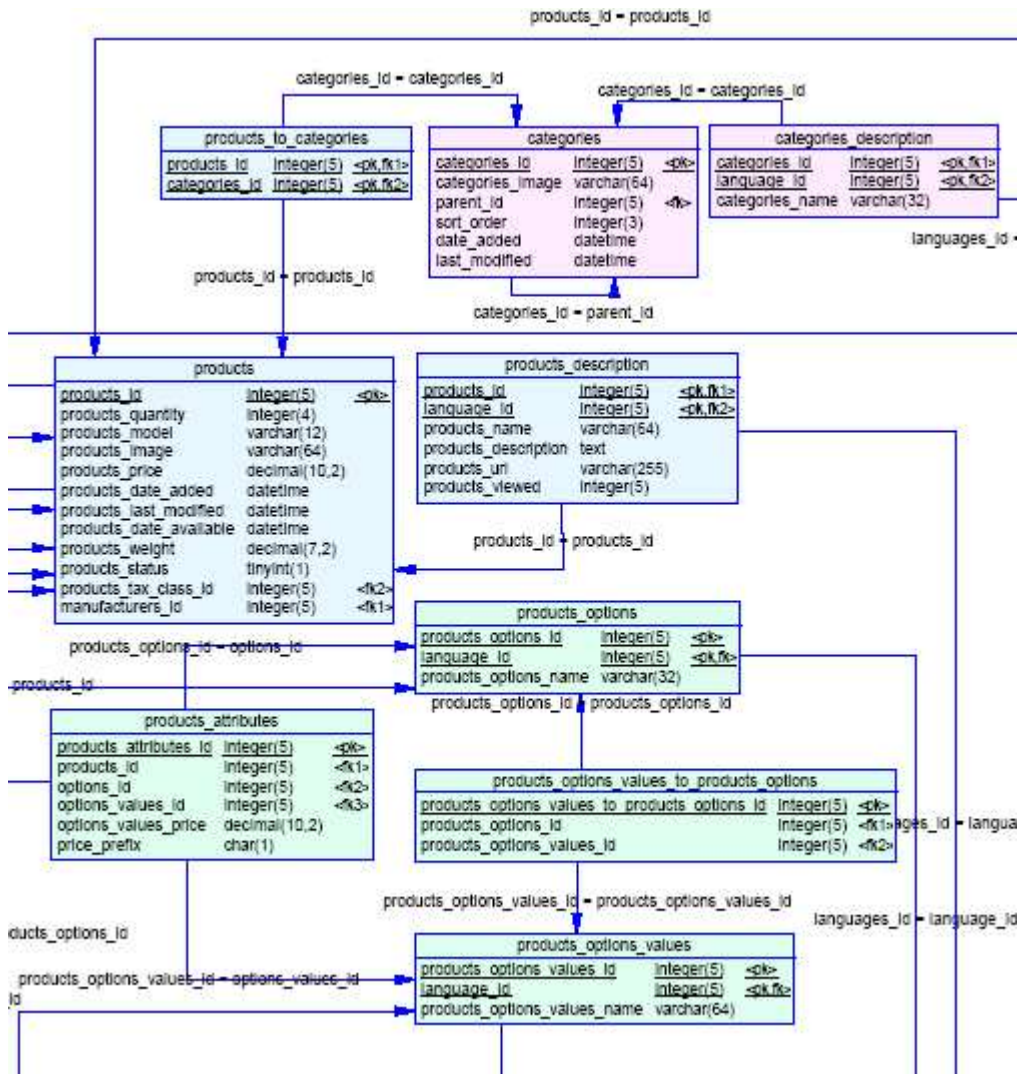 products_id = products_id
categories_id = categories_id
categories_id = categories_id
products_to_categories
products_id Integer(5) <pk,fk1>
categories_id Integer(5) <pk,fk2>
categories
categories_id Integer(5) <pk>
categories_image varchar(64)
parent_id Integer(5) <fk>
sort_order Integer(3)
date_added datetime
last_modified datetime
categories_description
categories_id Integer(5) <pk,fk1>
language_id Integer(5) <pk,fk2>
categories_name varchar(32)
languages_id =
products_id = products_id
categories_id = parent_id
products
products_id Integer(5) <pk>
products_quantity Integer(4)
products_model varchar(12)
products_image varchar(64)
products_price decimal(10,2)
products_date_added datetime
products_last_modified datetime
products_date_available datetime
products_weight decimal(7,2)
products_status tinyint(1)
products_tax_class_id Integer(5) <fk2>
manufacturers_id Integer(5) <fk1>
products_description
products_id Integer(5) <pk,fk1>
language_id Integer(5) <pk,fk2>
products_name varchar(64)
products_description text
products_url varchar(255)
products_viewed Integer(5)
products_id = products_id
products_options_id = options_id
products_options
products_options_id Integer(5) <pk>
language_id Integer(5) <pk,fk>
products_options_name varchar(32)
products_id
products_options_id = products_options_id
products_attributes
products_attributes_id Integer(5) <pk>
products_id Integer(5) <fk1>
options_id Integer(5) <fk2>
options_values_id Integer(5) <fk3>
options_values_price decimal(10,2)
price_prefix char(1)
products_options_values_to_products_options
products_options_values_to_products_options_id Integer(5) <pk>
products_options_id Integer(5) <fk1>
products_options_values_id Integer(5) <fk2>
ages_id = langua
products_options_values_id = products_options_values_id
languages_id = language_id
ducts_options_id
products_options_values
products_options_values_id Integer(5) <pk>
language_id Integer(5) <pk,fk>
products_options_values_name varchar(64)
products_options_values_id = options_values_id
_id